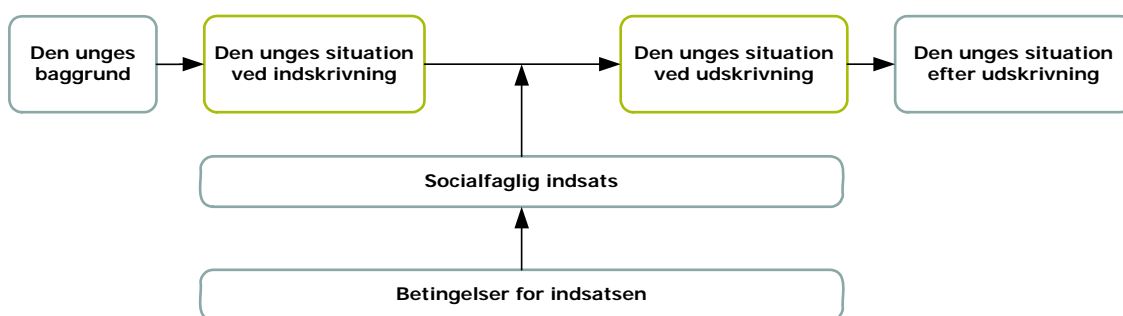 Den unges
baggrund
Den unges situation
ved indskrivning
Den unges situation
ved udskrivning
Den unges situation
efter udskrivning
Socialfaglig indsats
Betingelser for indsatsen